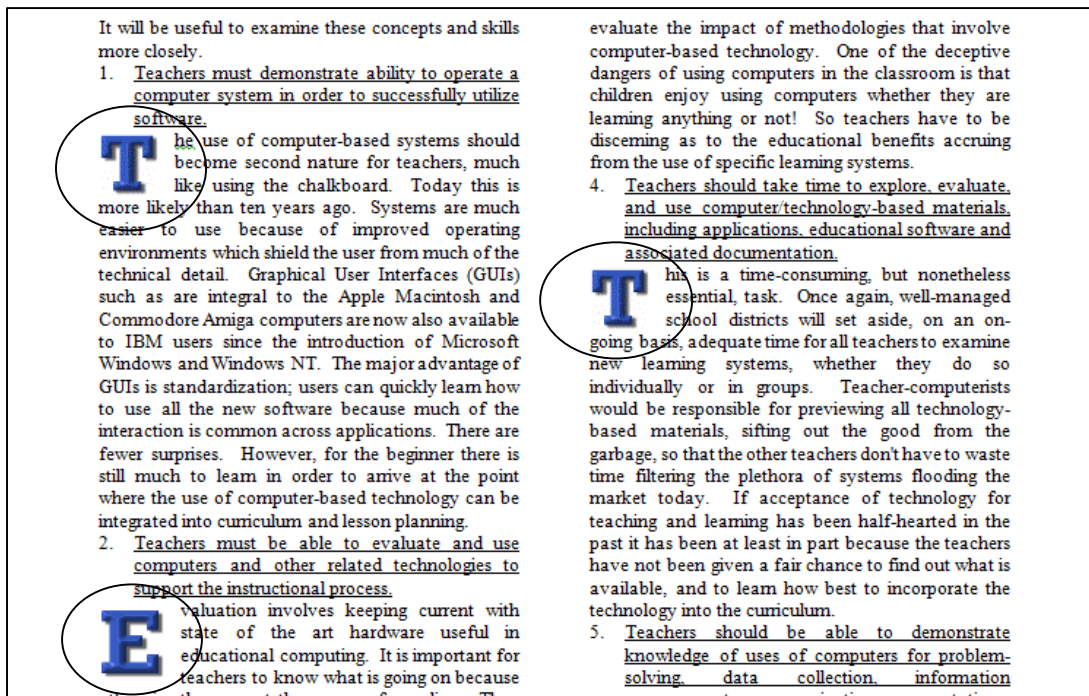 It will be useful to examine these concepts and skills
more closely.
1. Teachers must demonstrate ability to operate a
computer system in order to successfully utilize
software.
The use of computer-based systems should
become second nature for teachers, much
like using the chalkboard. Today this is
more likely than ten years ago. Systems are much
easier to use because of improved operating
environments which shield the user from much of the
technical detail. Graphical User Interfaces (GUIs)
such as are integral to the Apple Macintosh and
Commodore Amiga computers are now also available
to IBM users since the introduction of Microsoft
Windows and Windows NT. The major advantage of
GUIs is standardization; users can quickly learn how
to use all the new software because much of the
interaction is common across applications. There are
fewer surprises. However, for the beginner there is
still much to learn in order to arrive at the point
where the use of computer-based technology can be
integrated into curriculum and lesson planning.
2. Teachers must be able to evaluate and use
computers and other related technologies to
support the instructional process.
Evaluation involves keeping current with
state of the art hardware useful in
educational computing. It is important for
teachers to know what is going on because
evaluate the impact of methodologies that involve
computer-based technology. One of the deceptive
dangers of using computers in the classroom is that
children enjoy using computers whether they are
learning anything or not! So teachers have to be
discerning as to the educational benefits accruing
from the use of specific learning systems.
4. Teachers should take time to explore, evaluate,
and use computer/technology-based materials,
including applications, educational software and
associated documentation.
This is a time-consuming, but nonetheless
essential, task. Once again, well-managed
school districts will set aside, on an on-
going basis, adequate time for all teachers to examine
new learning systems, whether they do so
individually or in groups. Teacher-computerists
would be responsible for previewing all technology-
based materials, sifting out the good from the
garbage, so that the other teachers don't have to waste
time filtering the plethora of systems flooding the
market today. If acceptance of technology for
teaching and learning has been half-hearted in the
past it has been at least in part because the teachers
have not been given a fair chance to find out what is
available, and to learn how best to incorporate the
technology into the curriculum.
5. Teachers should be able to demonstrate
knowledge of uses of computers for problem-
solving, data collection, information